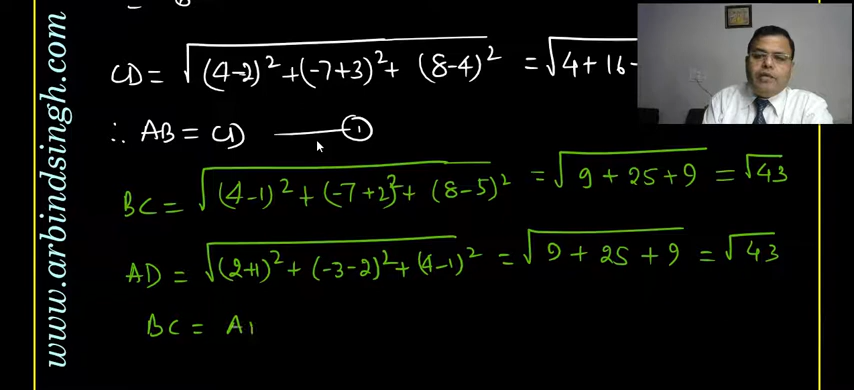 CD = √(4-2)² + (-7+3)² + (8-4)² = √4 + 16
∴ AB = CD —— ①
BC = √(4-1)² + (-7+2)² + (8-5)² = √9 + 25 + 9 = √43
AD = √(2+1)² + (-3-2)² + (4-1)² = √9 + 25 + 9 = √43
BC =
www.arbindsingh.com